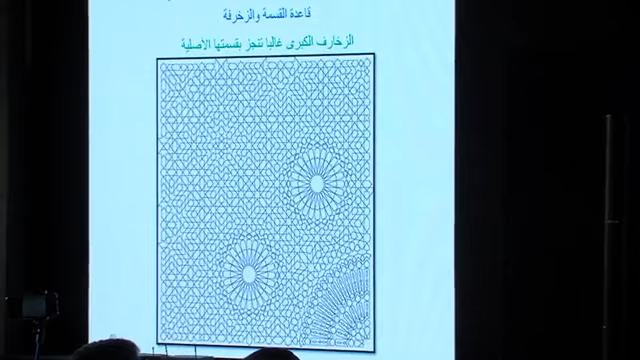 قاعدة القسمة والزخرفة
الزخارف الكبرى غالبا تنجز بقسمتها الأصلية